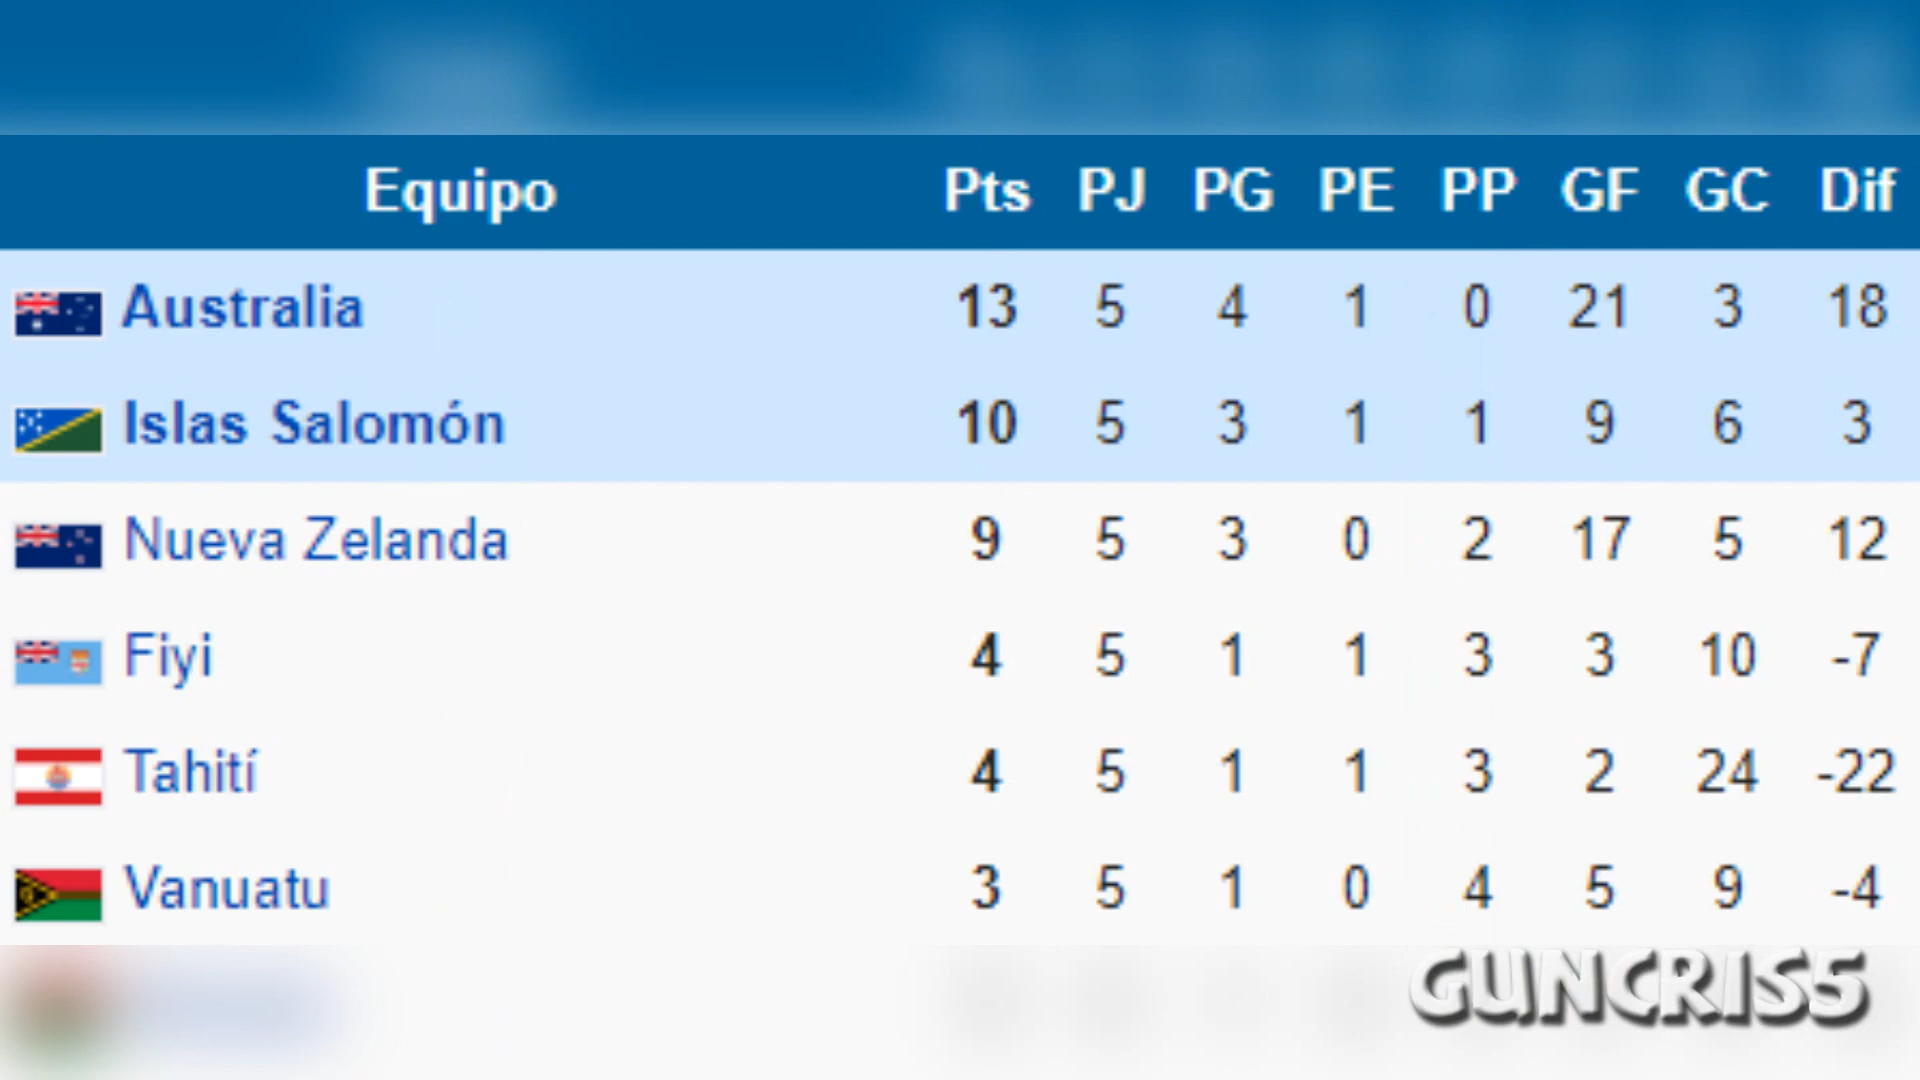 Equipo Pts PJ PG PE PP GF GC Dif
Australia 13 5 4 1 0 21 3 18
Islas Salomón 10 5 3 1 1 9 6 3
Nueva Zelanda 9 5 3 0 2 17 5 12
Fiyi 4 5 1 1 3 3 10 -7
Tahití 4 5 1 1 3 2 24 -22
Vanuatu 3 5 1 0 4 5 9 -4
GUNCRIS5